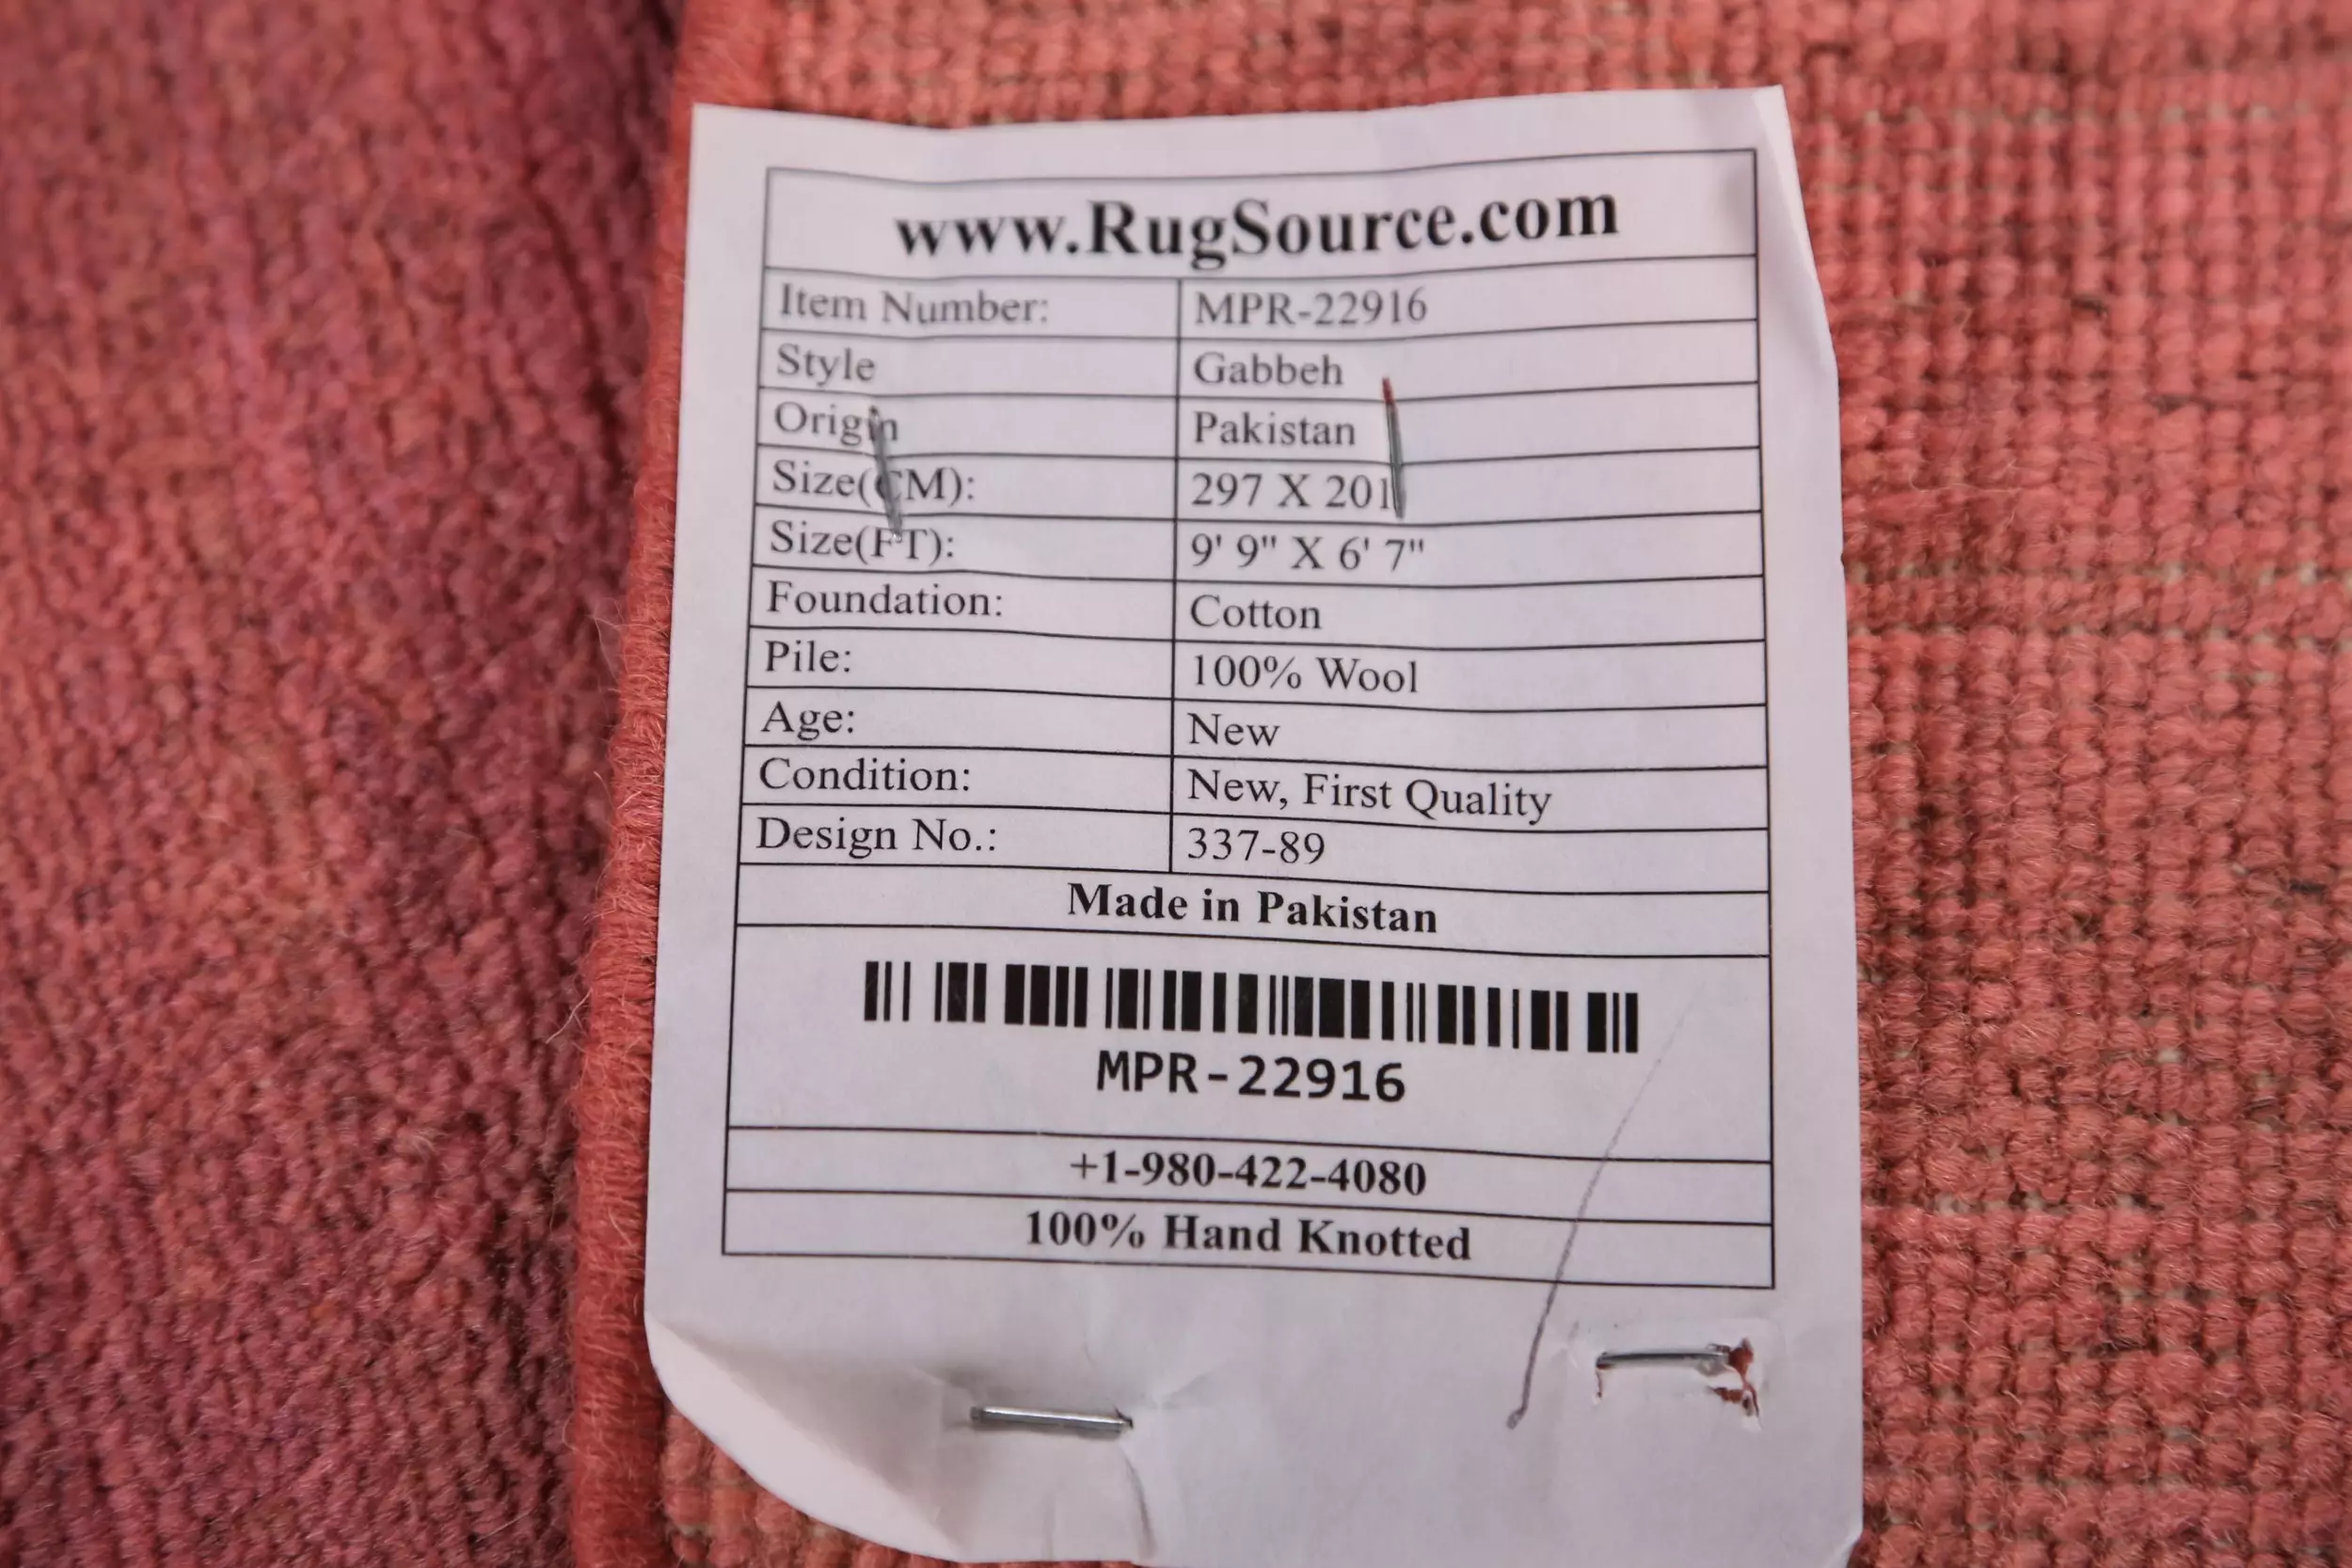 www.RugSource.com
Item Number: MPR-22916
Style Gabbeh
Origin Pakistan
Size(CM): 297 X 201
Size(FT): 9' 9" X 6' 7"
Foundation: Cotton
Pile: 100% Wool
Age: New
Condition: New, First Quality
Design No.: 337-89
Made in Pakistan
MPR-22916
+1-980-422-4080
100% Hand Knotted